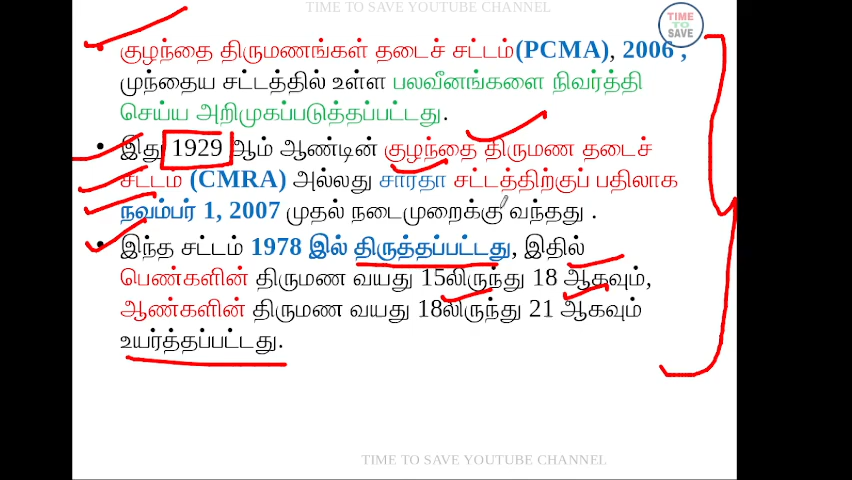 TIME TO SAVE YOUTUBE CHANNEL
TIME
TO
SAVE
• குழந்தை திருமணங்கள் தடைச் சட்டம்(PCMA), 2006 ,
முந்தைய சட்டத்தில் உள்ள பலவீனங்களை நிவர்த்தி
செய்ய அறிமுகப்படுத்தப்பட்டது.
• இது 1929 ஆம் ஆண்டின் குழந்தை திருமண தடைச்
சட்டம் (CMRA) அல்லது சார்தா சட்டத்திற்குப் பதிலாக
நவம்பர் 1, 2007 முதல் நடைமுறைக்கு வந்தது .
• இந்த சட்டம் 1978 இல் திருத்தப்பட்டது, இதில்
பெண்களின் திருமண வயது 15லிருந்து 18 ஆகவும்,
ஆண்களின் திருமண வயது 18லிருந்து 21 ஆகவும்
உயர்த்தப்பட்டது.
TIME TO SAVE YOUTUBE CHANNEL